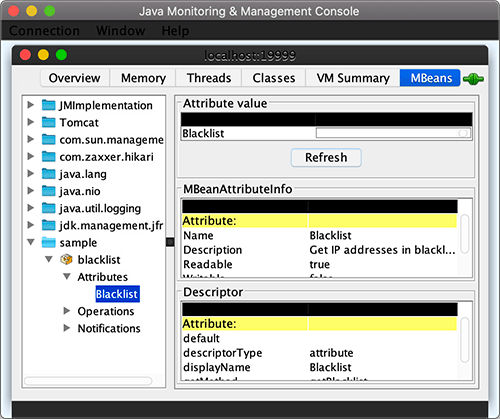 Java Monitoring & Management Console
Connection Window Help
localhost:19999
Overview Memory Threads Classes VM Summary MBeans
JMImplementation
Tomcat
com.sun.manageme
com.zaxxer.hikari
java.lang
java.nio
java.util.logging
jdk.management.jfr
sample
blacklist
Attributes
Blacklist
Operations
Notifications
Attribute value
Blacklist
Refresh
MBeanAttributeInfo
Attribute:
Name Blacklist
Description Get IP addresses in blackl...
Readable true
Writable false
Descriptor
Attribute:
default
descriptorType attribute
displayName Blacklist
getMethod getBlacklist